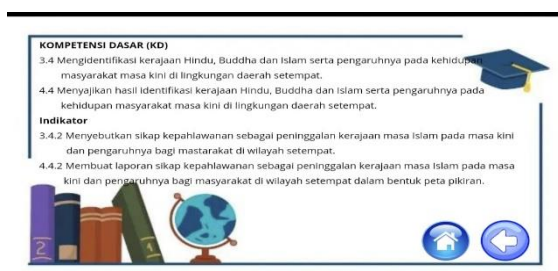 KOMPETENSI DASAR (KD)
3.4 Mengidentifikasi kerajaan Hindu, Buddha dan Islam serta pengaruhnya pada kehidupan
masyarakat masa kini di lingkungan daerah setempat.
4.4 Menyajikan hasil identifikasi kerajaan Hindu, Buddha dan Islam serta pengaruhnya pada
kehidupan masyarakat masa kini di lingkungan daerah setempat.
Indikator
3.4.2 Menyebutkan sikap kepahlawanan sebagai peninggalan kerajaan masa Islam pada masa kini
dan pengaruhnya bagi mastarakat di wilayah setempat.
4.4.2 Membuat laporan sikap kepahlawanan sebagai peninggalan kerajaan masa Islam pada masa
kini dan pengaruhnya bagi masyarakat di wilayah setempat dalam bentuk peta pikiran.
2